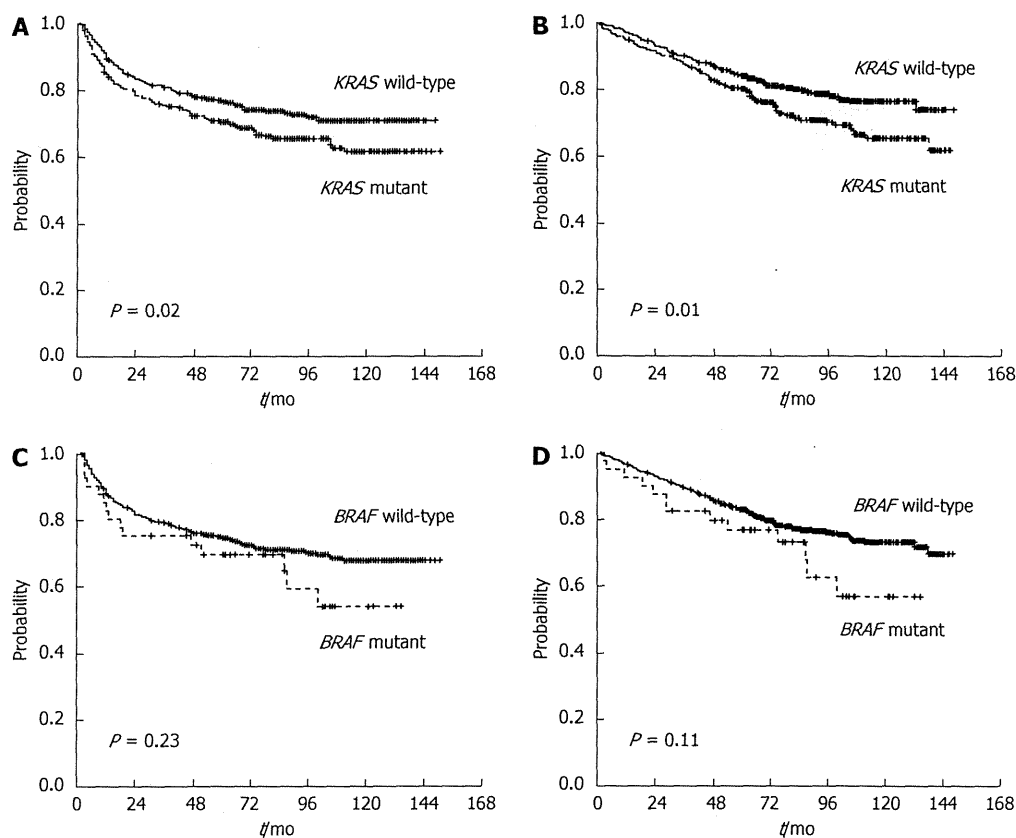 A
1.0
0.8
0.6
0.4
0.2
0.0
Probability
KRAS wild-type
KRAS mutant
P = 0.02
0 24 48 72 96 120 144 168
t/mo
B
1.0
0.8
0.6
0.4
0.2
0.0
Probability
KRAS wild-type
KRAS mutant
P = 0.01
0 24 48 72 96 120 144 168
t/mo
C
1.0
0.8
0.6
0.4
0.2
0.0
Probability
BRAF wild-type
BRAF mutant
P = 0.23
0 24 48 72 96 120 144 168
t/mo
D
1.0
0.8
0.6
0.4
0.2
0.0
Probability
BRAF wild-type
BRAF mutant
P = 0.11
0 24 48 72 96 120 144 168
t/mo